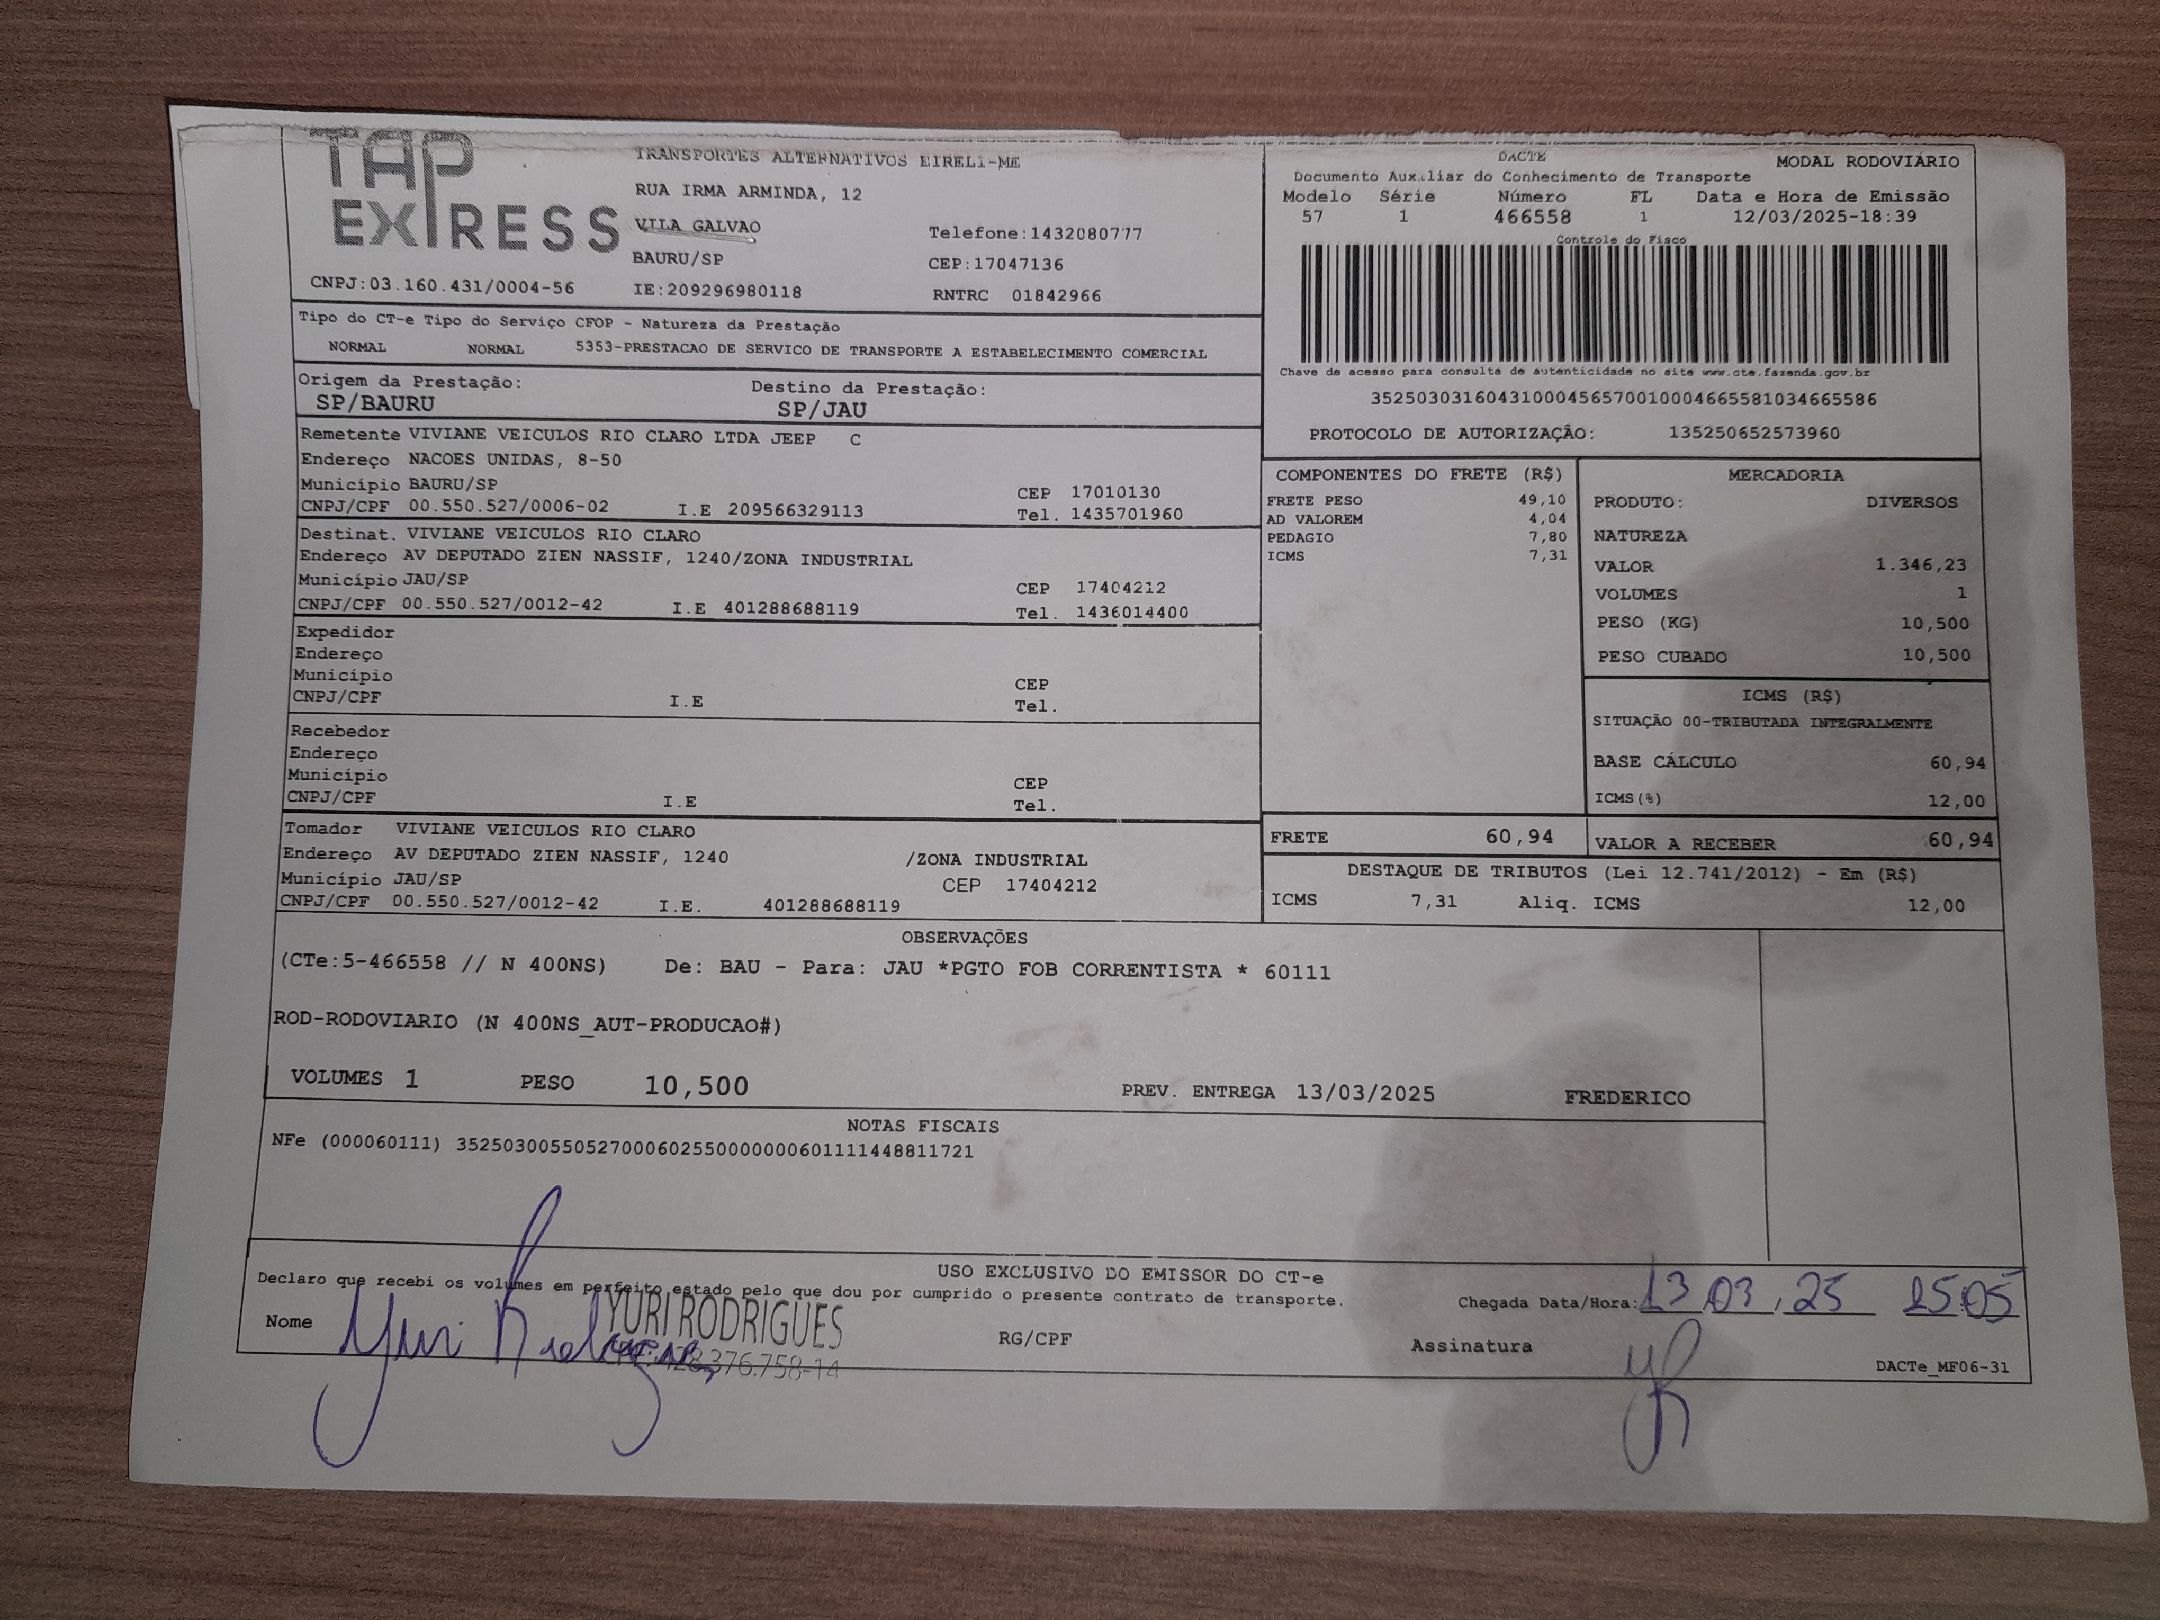 TAP
EXPRESS
TRANSPORTES ALTERNATIVOS EIRELI-ME
RUA IRMA ARMINDA, 12
VILA GALVAO
Telefone:1432080777
BAURU/SP
CEP:17047136
CNPJ:03.160.431/0004-56
IE:209296980118
RNTRC 01842966
DACTE
MODAL RODOVIÁRIO
Documento Auxiliar do Conhecimento de Transporte
Modelo Série Número FL Data e Hora de Emissão
57 1 466558 1 12/03/2025-18:39
Controle do Fisco
Chave de acesso para consulta de autenticidade no site www.cte.fazenda.gov.br
35250303160431000456570010004665581034665586
PROTOCOLO DE AUTORIZAÇÃO: 135250652573960
Tipo do CT-e Tipo do Serviço CFOP - Natureza da Prestação
NORMAL NORMAL 5353-PRESTACAO DE SERVICO DE TRANSPORTE A ESTABELECIMENTO COMERCIAL
Origem da Prestação: Destino da Prestação:
SP/BAURU SP/JAU
Remetente VIVIANE VEICULOS RIO CLARO LTDA JEEP C
Endereço NACOES UNIDAS, 8-50
Município BAURU/SP CEP 17010130
CNPJ/CPF 00.550.527/0006-02 I.E 209566329113 Tel. 1435701960
Destinat. VIVIANE VEICULOS RIO CLARO
Endereço AV DEPUTADO ZIEN NASSIF, 1240/ZONA INDUSTRIAL
Município JAU/SP CEP 17404212
CNPJ/CPF 00.550.527/0012-42 I.E 401288688119 Tel. 1436014400
Expedidor
Endereço
Município CEP
CNPJ/CPF I.E Tel.
Recebedor
Endereço
Município CEP
CNPJ/CPF I.E Tel.
Tomador VIVIANE VEICULOS RIO CLARO
Endereço AV DEPUTADO ZIEN NASSIF, 1240 /ZONA INDUSTRIAL
Município JAU/SP CEP 17404212
CNPJ/CPF 00.550.527/0012-42 I.E. 401288688119
COMPONENTES DO FRETE (R$)
FRETE PESO 49,10
AD VALOREM 4,04
PEDAGIO 7,80
ICMS 7,31
MERCADORIA
PRODUTO: DIVERSOS
NATUREZA
VALOR 1.346,23
VOLUMES 1
PESO (KG) 10,500
PESO CUBADO 10,500
ICMS (R$)
SITUAÇÃO 00-TRIBUTADA INTEGRALMENTE
BASE CÁLCULO 60,94
ICMS(%) 12,00
FRETE 60,94 VALOR A RECEBER 60,94
DESTAQUE DE TRIBUTOS (Lei 12.741/2012) - Em (R$)
ICMS 7,31 Aliq. ICMS 12,00
OBSERVAÇÕES
(CTe:5-466558 // N 400NS) De: BAU - Para: JAU *PGTO FOB CORRENTISTA * 60111
ROD-RODOVIARIO (N 400NS_AUT-PRODUCAO#)
VOLUMES 1 PESO 10,500 PREV. ENTREGA 13/03/2025 FREDERICO
NOTAS FISCAIS
NFe (000060111) 35250300550527000602550000000601111448811721
USO EXCLUSIVO DO EMISSOR DO CT-e
Declaro que recebi os volumes em perfeito estado pelo que dou por cumprido o presente contrato de transporte.
Chegada Data/Hora: 13 03, 25 15:05
Nome Yuri Rodrigues RG/CPF Assinatura YR
YURI RODRIGUES
376.758-14
DACTe_MF06-31